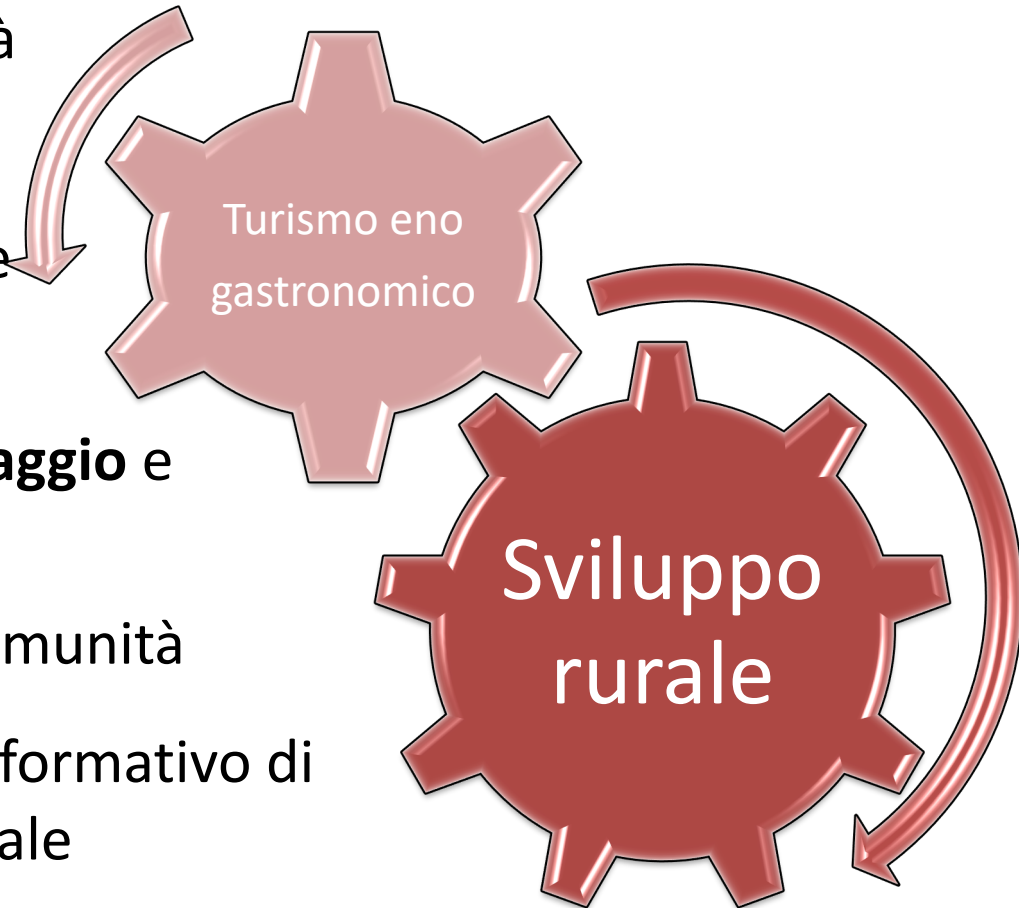 à
e
aggio e
munità
formativo di
ale
Turismo eno
gastronomico
Sviluppo
rurale